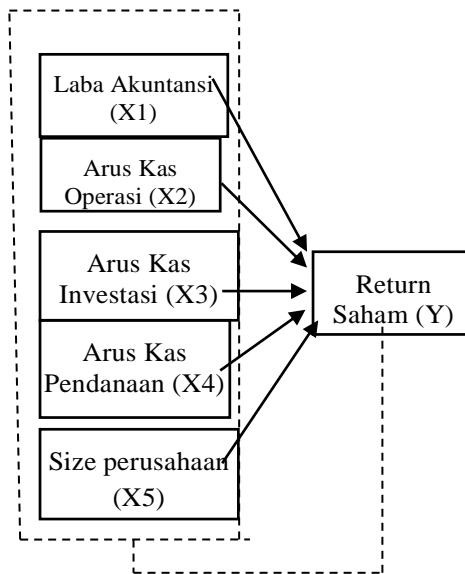 Laba Akuntansi
(X1)
Arus Kas
Operasi (X2)
Arus Kas
Investasi (X3)
Arus Kas
Pendanaan (X4)
Size perusahaan
(X5)
Return
Saham (Y)